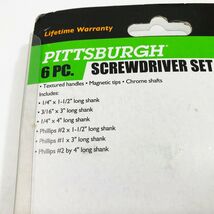 Lifetime Warranty
PITTSBURGH®
6 PC. SCREWDRIVER SET
• Textured handles • Magnetic tips • Chrome shafts
Includes:
• 1/4" x 1-1/2" long shank
• 3/16" x 3" long shank
• 1/4" x 4" long shank
• Phillips #2 x 1-1/2" long shank
• Phillips #1 x 3" long shank
• Phillips #2 by 4" long shank